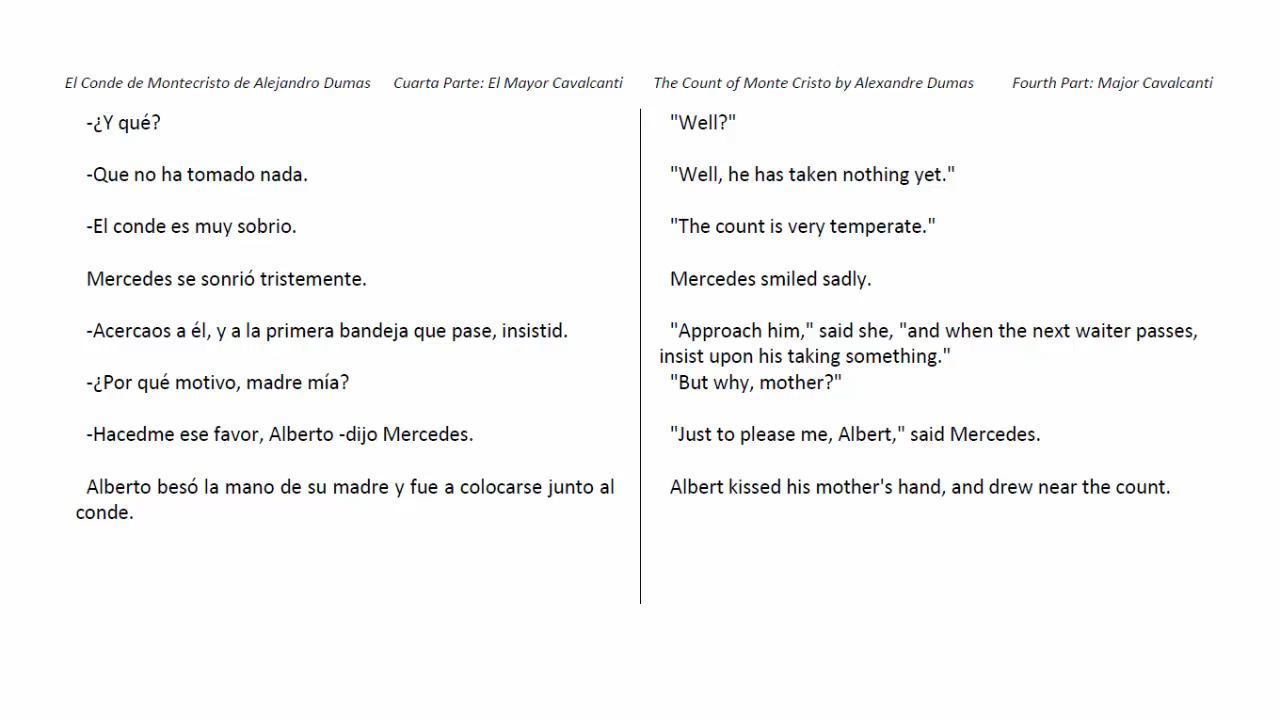 El Conde de Montecristo de Alejandro Dumas Cuarta Parte: El Mayor Cavalcanti
-¿Y qué?
-Que no ha tomado nada.
-El conde es muy sobrio.
Mercedes se sonrió tristemente.
-Acercaos a él, y a la primera bandeja que pase, insistid.
-¿Por qué motivo, madre mía?
-Hacedme ese favor, Alberto -dijo Mercedes.
Alberto besó la mano de su madre y fue a colocarse junto al
conde.
The Count of Monte Cristo by Alexandre Dumas Fourth Part: Major Cavalcanti
"Well?"
"Well, he has taken nothing yet."
"The count is very temperate."
Mercedes smiled sadly.
"Approach him," said she, "and when the next waiter passes,
insist upon his taking something."
"But why, mother?"
"Just to please me, Albert," said Mercedes.
Albert kissed his mother's hand, and drew near the count.